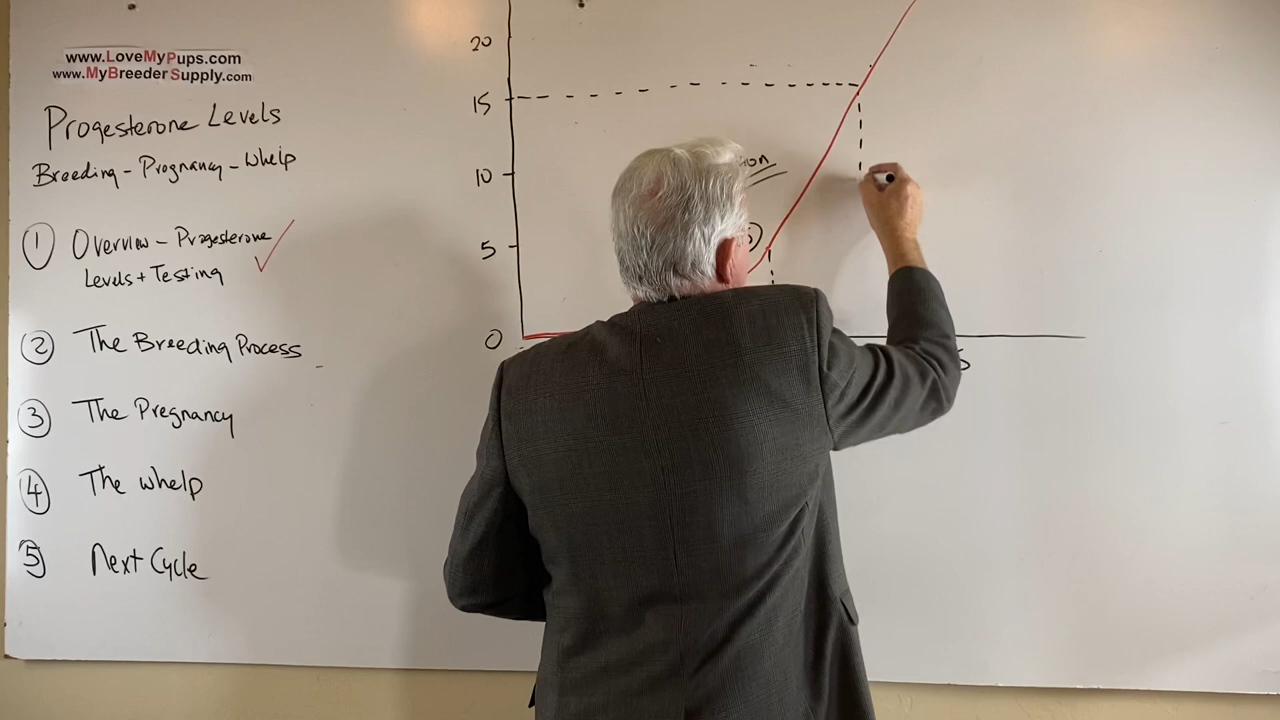 www.LoveMyPups.com
www.MyBreederSupply.com
Progesterone Levels
Breeding - Prognancy - Whelp
1 Overview - Progesterone
Levels + Testing
2 The Breeding Process
3 The Pregnancy
4 The Whelp
5 Next Cycle
20
15
10
5
0